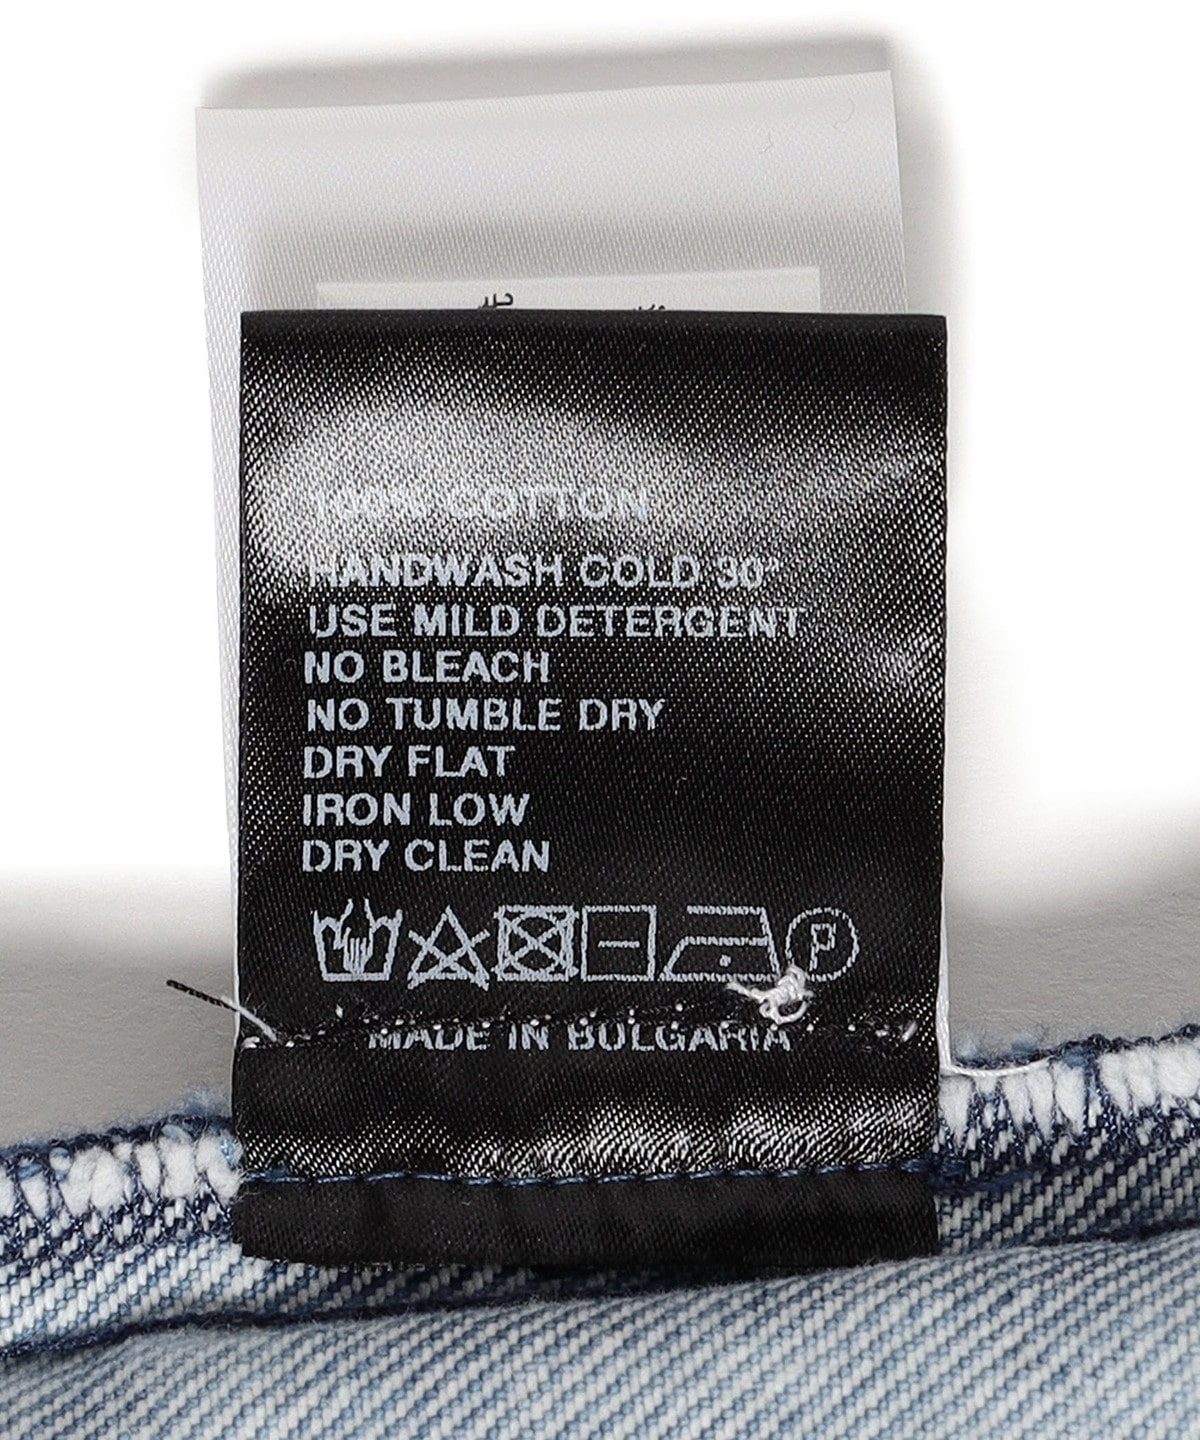 100% COTTON
HANDWASH COLD 30°
USE MILD DETERGENT
NO BLEACH
NO TUMBLE DRY
DRY FLAT
IRON LOW
DRY CLEAN
P
MADE IN BULGARIA